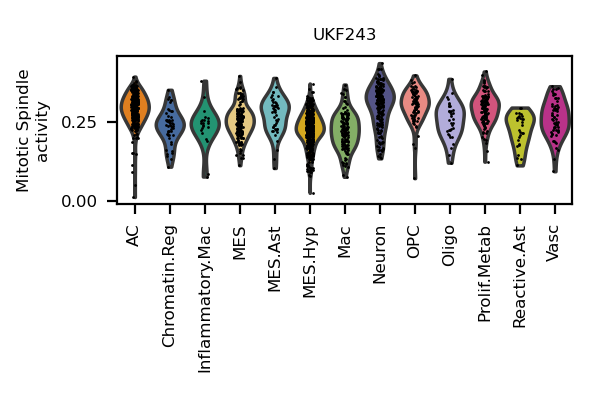 UKF243
Mitotic Spindle
activity
0.25
0.00
AC
Chromatin.Reg
Inflammatory.Mac
MES
MES.Ast
MES.Hyp
Mac
Neuron
OPC
Oligo
Prolif.Metab
Reactive.Ast
Vasc